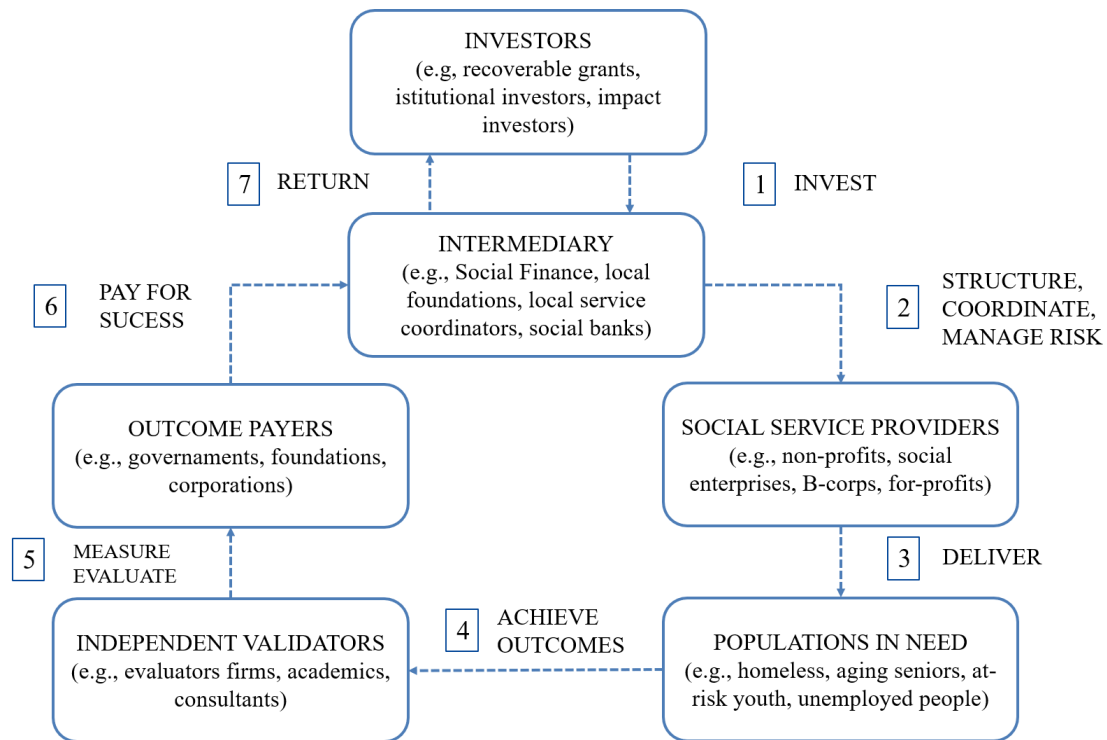 INVESTORS
(e.g, recoverable grants,
istitutional investors, impact
investors)
7
RETURN
1
INVEST
INTERMEDIARY
(e.g., Social Finance, local
foundations, local service
coordinators, social banks)
6
PAY FOR
SUCESS
2
STRUCTURE,
COORDINATE,
MANAGE RISK
OUTCOME PAYERS
(e.g., governaments, foundations,
corporations)
SOCIAL SERVICE PROVIDERS
(e.g., non-profits, social
enterprises, B-corps, for-profits)
5
MEASURE
EVALUATE
3
DELIVER
4
ACHIEVE
OUTCOMES
INDEPENDENT VALIDATORS
(e.g., evaluators firms, academics,
consultants)
POPULATIONS IN NEED
(e.g., homeless, aging seniors, at-
risk youth, unemployed people)